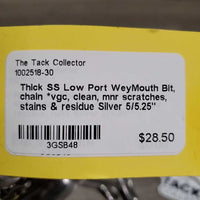 The Tack Collector
1002518-30
Thick SS Low Port WeyMouth Bit,
chain *vgc, clean, mnr scratches,
stains & residue Silver 5/5.25"
$28.50
3GSB48